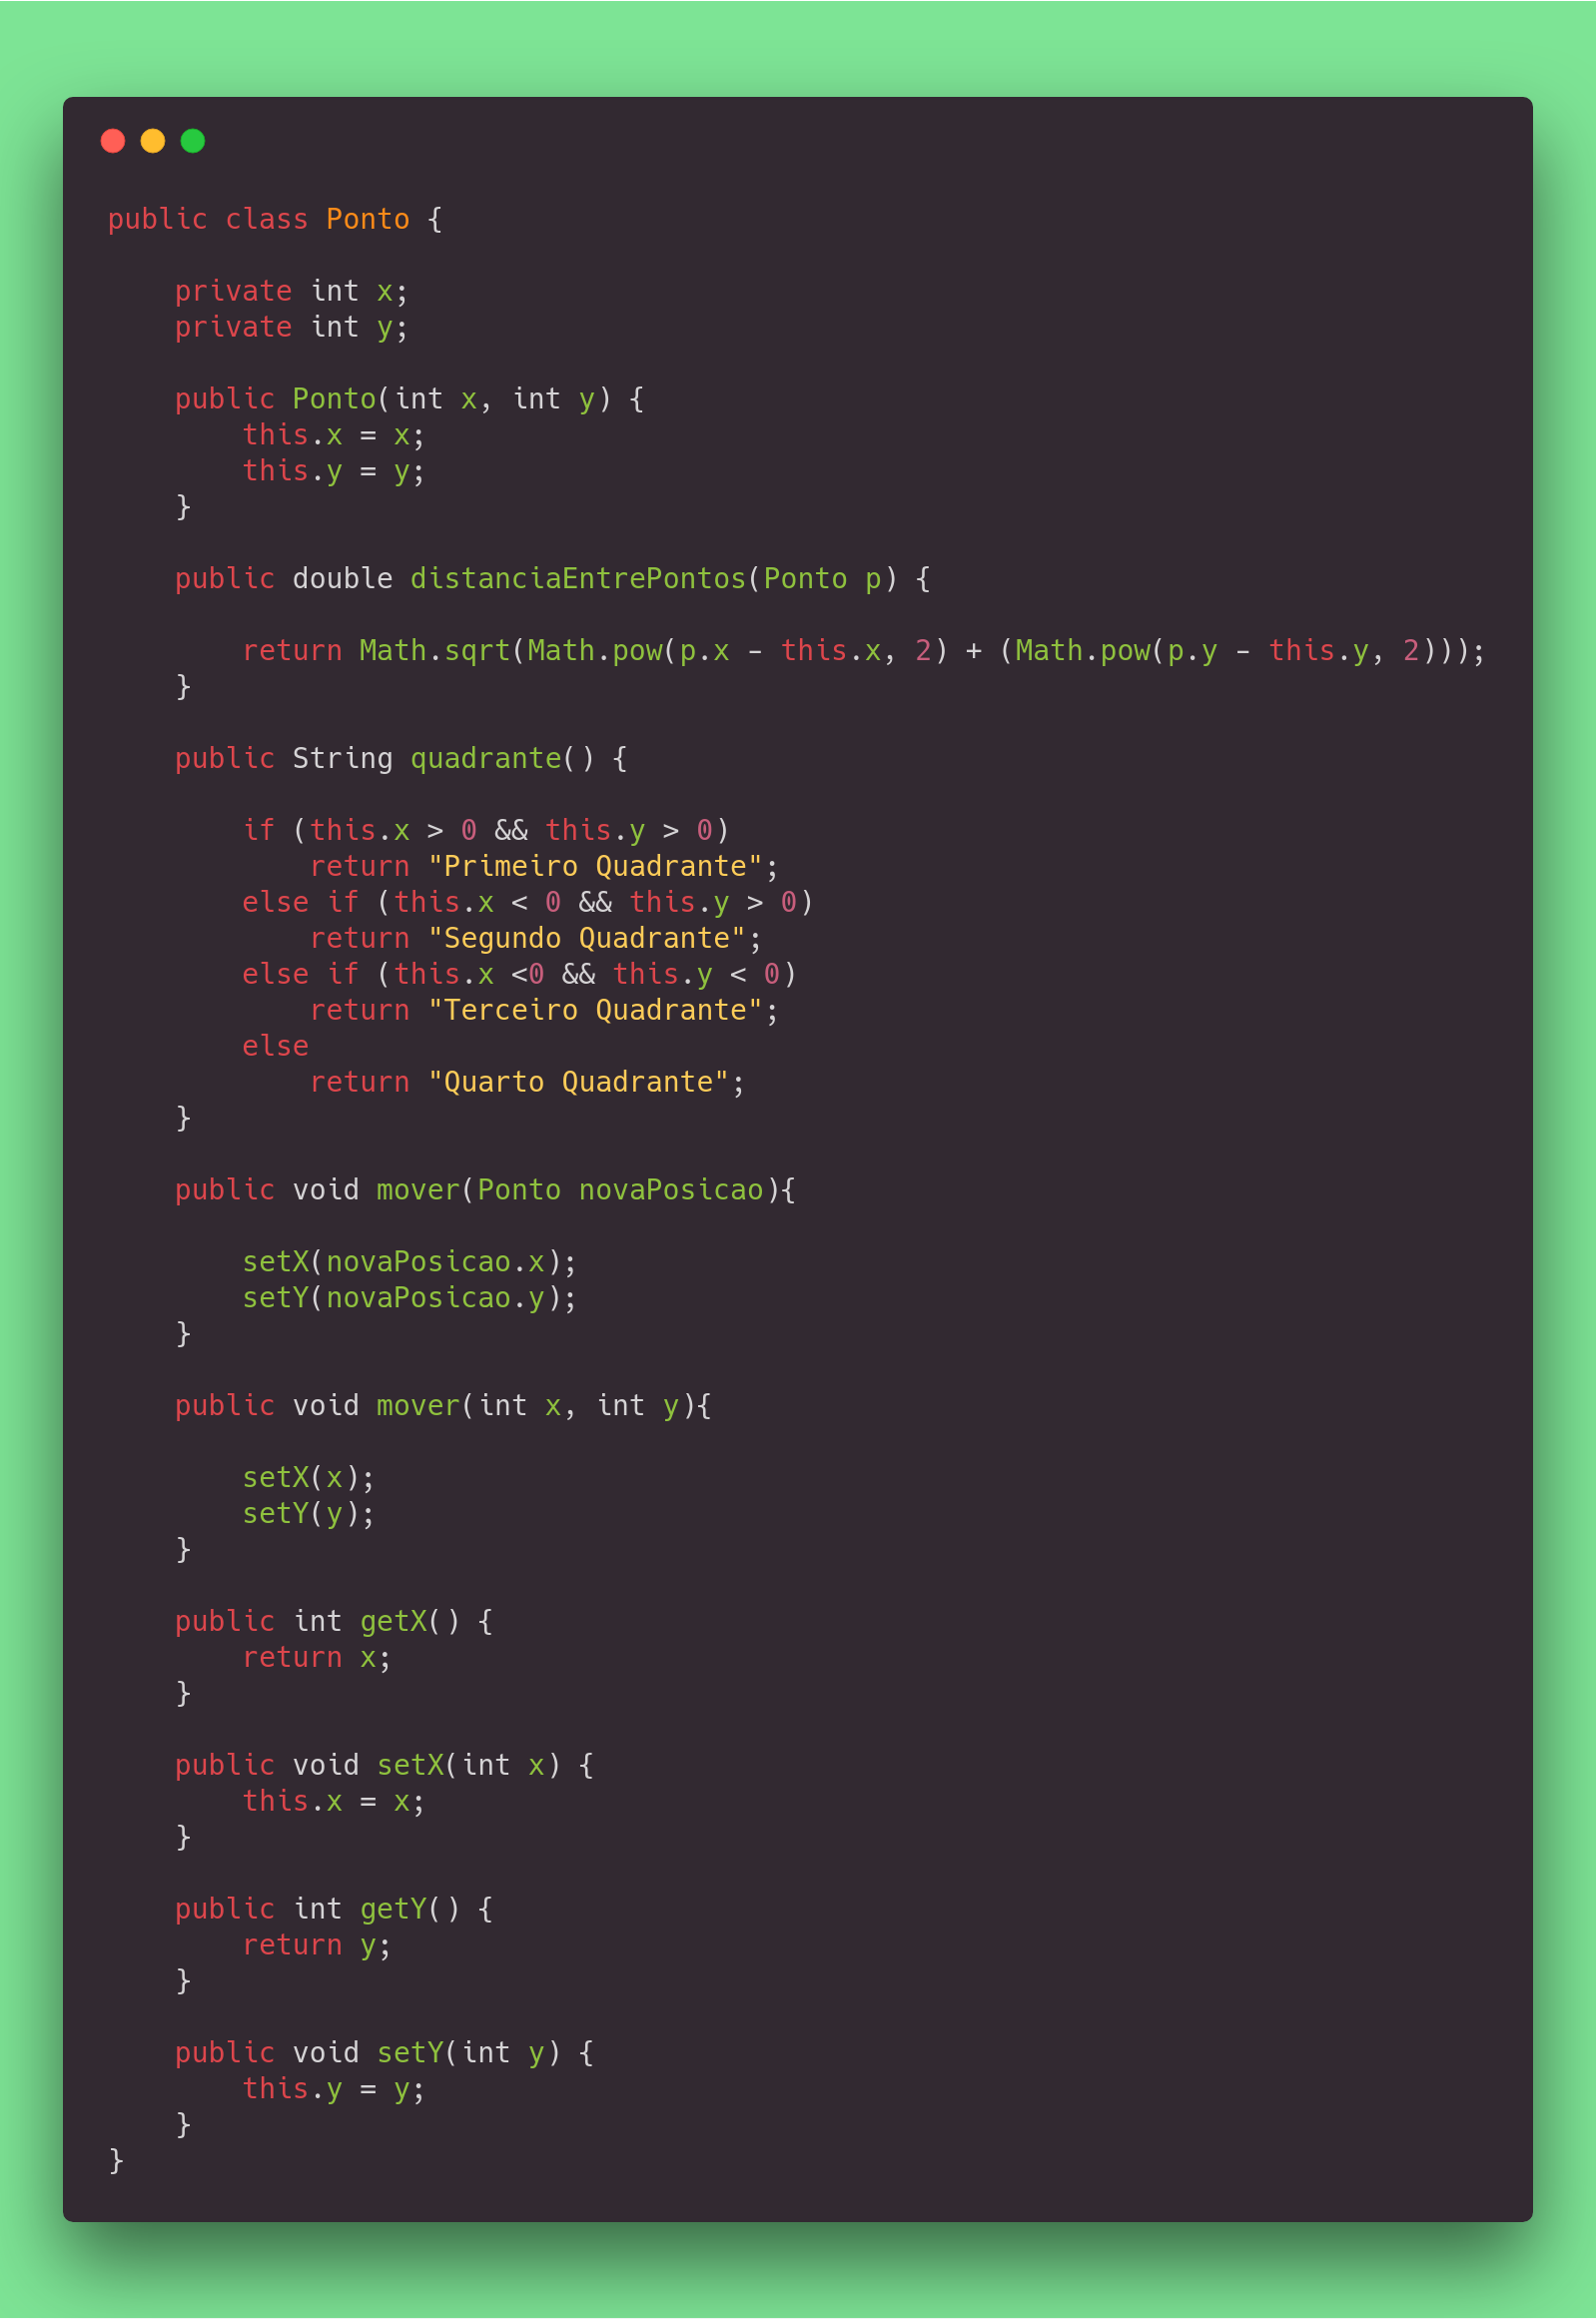 public class Ponto {
private int x;
private int y;
public Ponto(int x, int y) {
this.x = x;
this.y = y;
}
public double distanciaEntrePontos(Ponto p) {
return Math.sqrt(Math.pow(p.x - this.x, 2) + (Math.pow(p.y - this.y, 2)));
}
public String quadrante() {
if (this.x > 0 && this.y > 0)
return "Primeiro Quadrante";
else if (this.x < 0 && this.y > 0)
return "Segundo Quadrante";
else if (this.x <0 && this.y < 0)
return "Terceiro Quadrante";
else
return "Quarto Quadrante";
}
public void mover(Ponto novaPosicao){
setX(novaPosicao.x);
setY(novaPosicao.y);
}
public void mover(int x, int y){
setX(x);
setY(y);
}
public int getX() {
return x;
}
public void setX(int x) {
this.x = x;
}
public int getY() {
return y;
}
public void setY(int y) {
this.y = y;
}
}